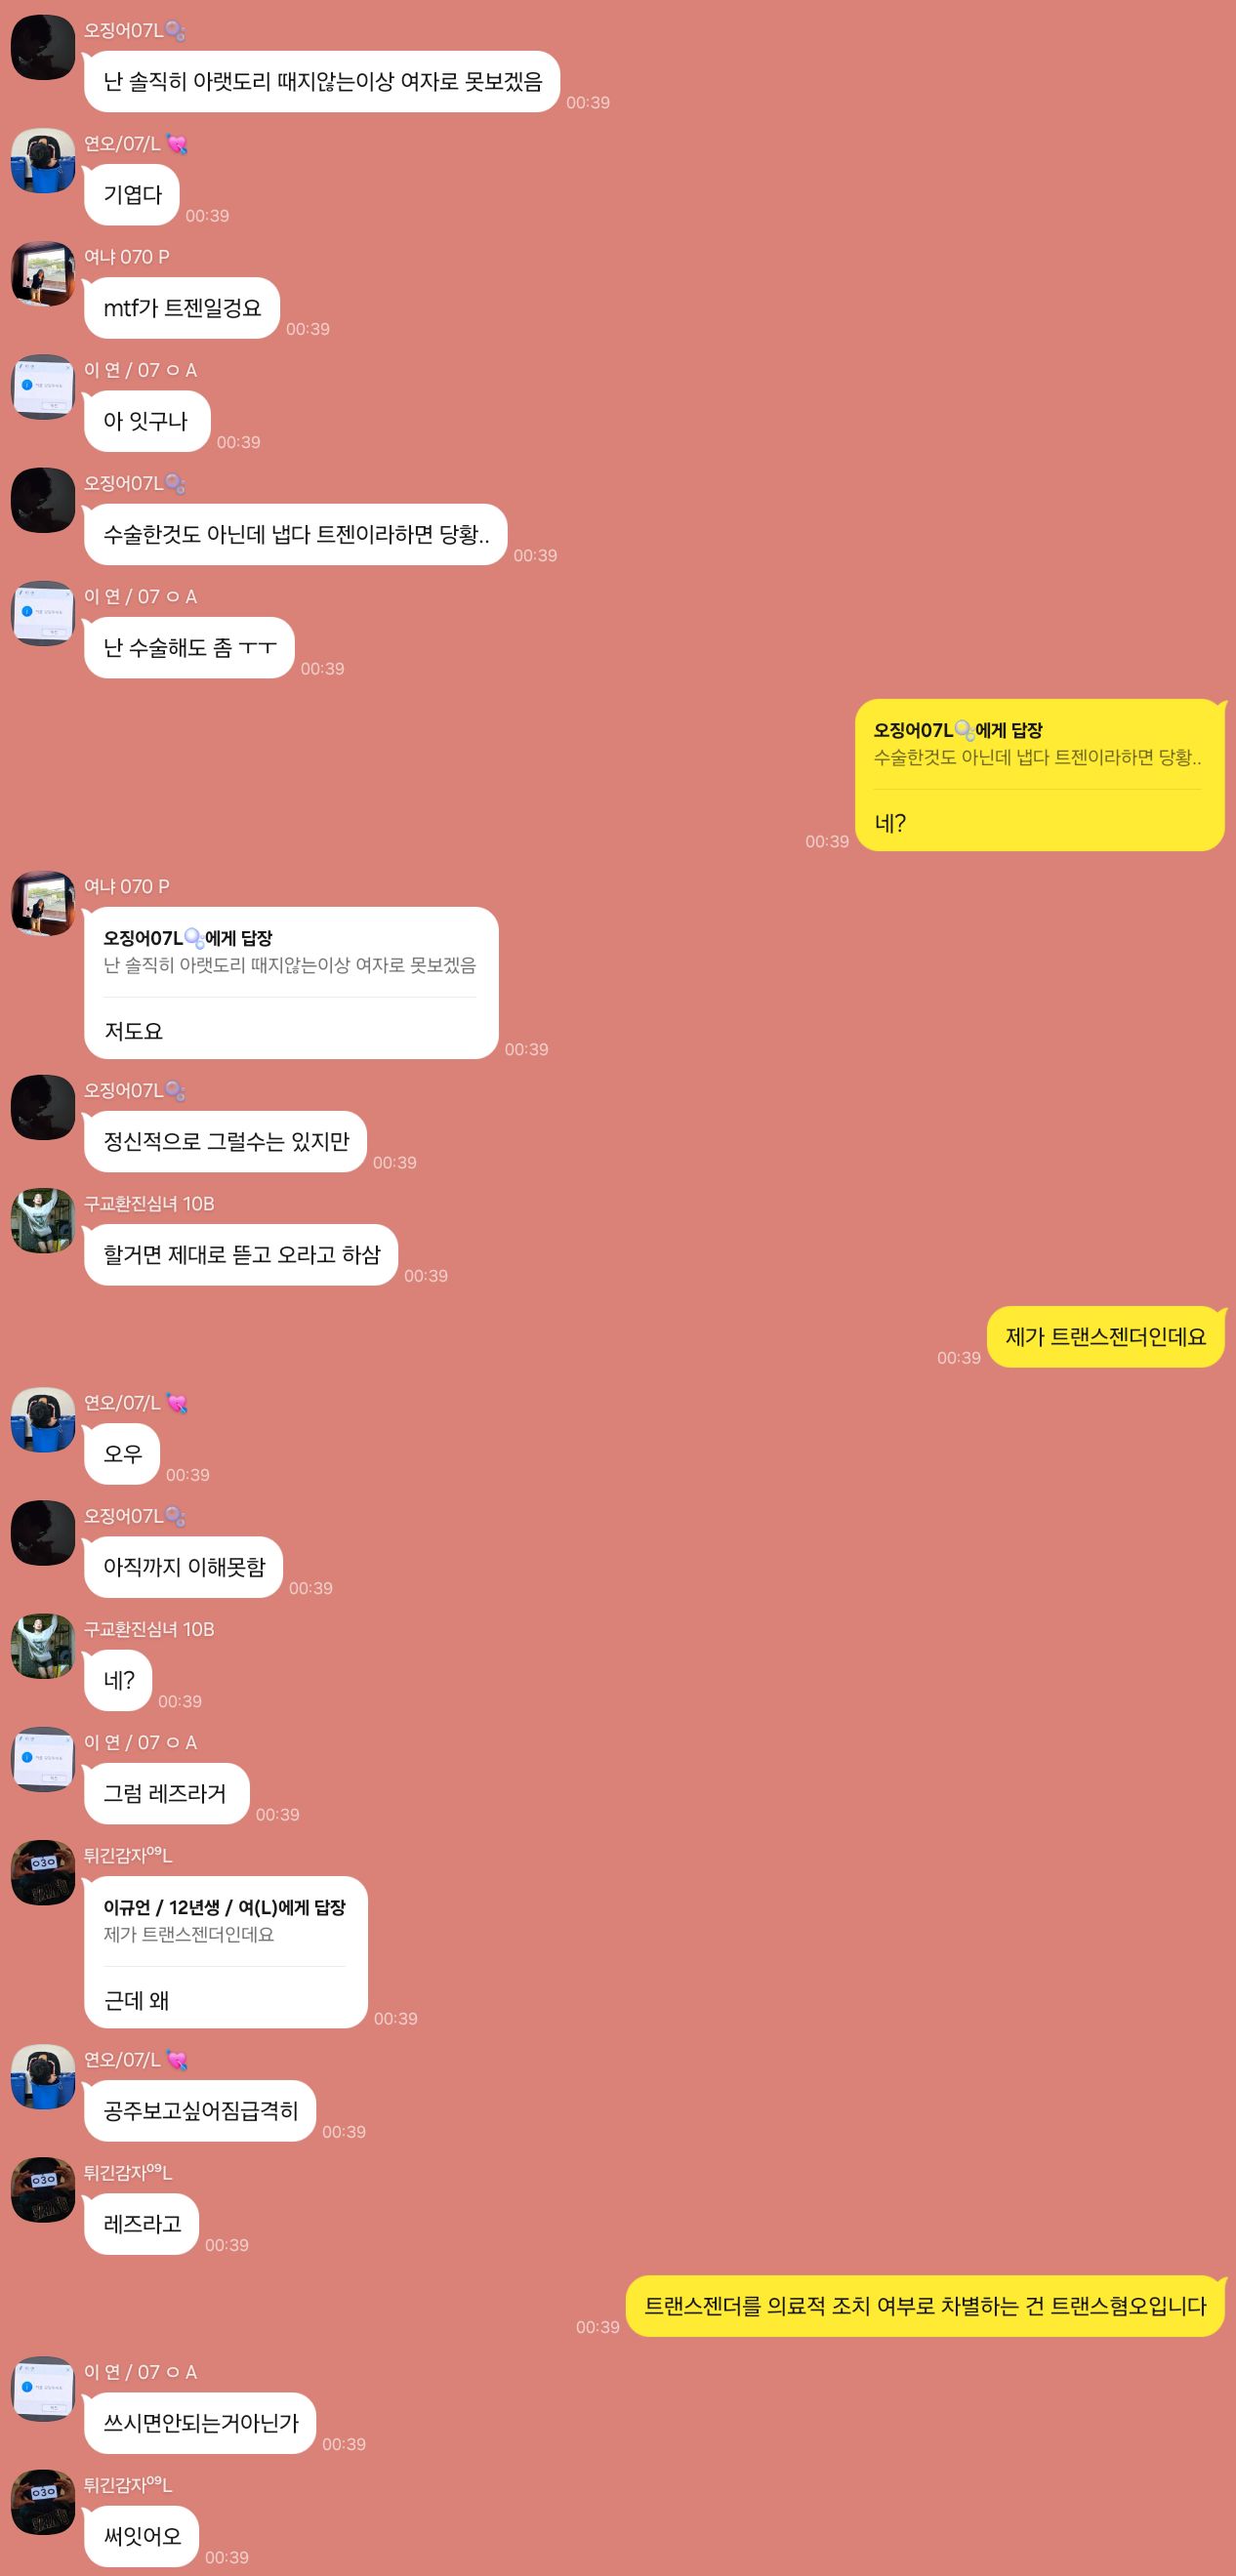 오징어07L🫧
난 솔직히 아랫도리 때지않는이상 여자로 못보겠음
00:39
연오/07/L 💘
기엽다
00:39
여냐 070 P
mtf가 트젠일겅요
00:39
이 연 / 07 ㅇ A
아 잇구나
00:39
오징어07L🫧
수술한것도 아닌데 냅다 트젠이라하면 당황..
00:39
이 연 / 07 ㅇ A
난 수술해도 좀 ㅜㅜ
00:39
오징어07L🫧에게 답장
수술한것도 아닌데 냅다 트젠이라하면 당황..
네?
00:39
여냐 070 P
오징어07L🫧에게 답장
난 솔직히 아랫도리 때지않는이상 여자로 못보겠음
저도요
00:39
오징어07L🫧
정신적으로 그럴수는 있지만
00:39
구교환진심녀 10B
할거면 제대로 뜯고 오라고 하삼
00:39
제가 트랜스젠더인데요
00:39
연오/07/L 💘
오우
00:39
오징어07L🫧
아직까지 이해못함
00:39
구교환진심녀 10B
네?
00:39
이 연 / 07 ㅇ A
그럼 레즈라거
00:39
튀긴감자⁰⁹L
이규언 / 12년생 / 여(L)에게 답장
제가 트랜스젠더인데요
근데 왜
00:39
연오/07/L 💘
공주보고싶어짐급격히
00:39
튀긴감자⁰⁹L
레즈라고
00:39
트랜스젠더를 의료적 조치 여부로 차별하는 건 트랜스혐오입니다
00:39
이 연 / 07 ㅇ A
쓰시면안되는거아닌가
00:39
튀긴감자⁰⁹L
써잇어오
00:39